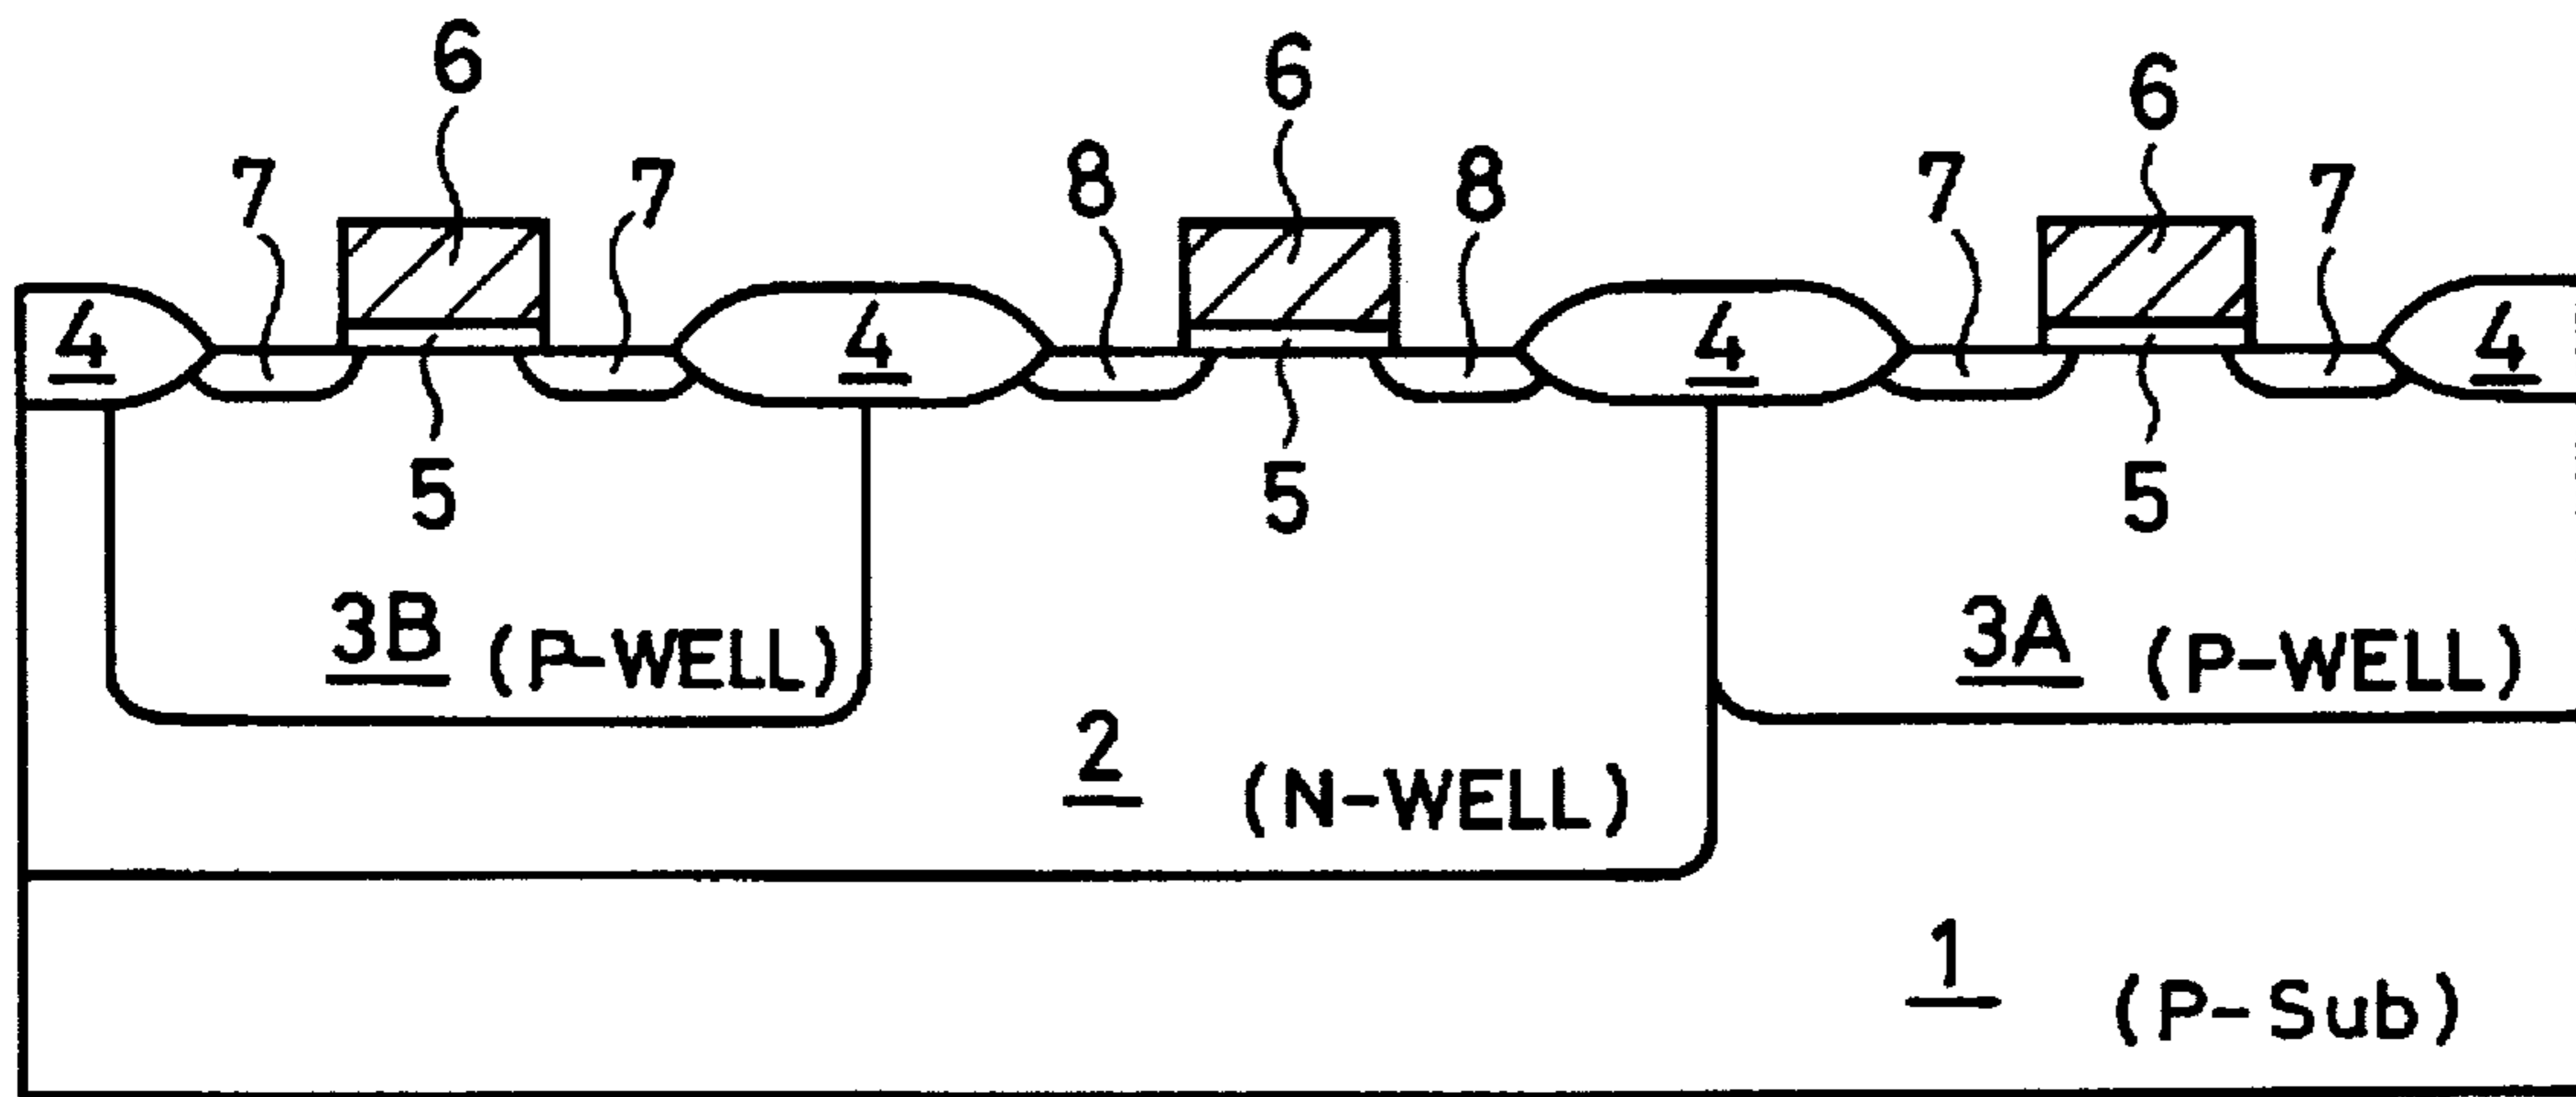 6 6 6
7 7 8 8 7 7
4 4 4 4
5 5 5
3B (P-WELL) 3A (P-WELL)
2 (N-WELL)
1 (P-Sub)